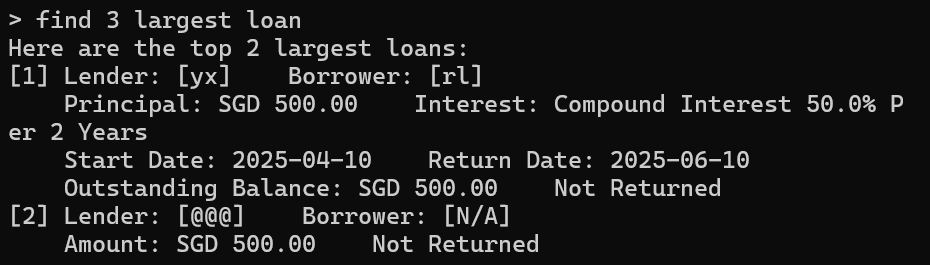 > find 3 largest loan
Here are the top 2 largest loans:
[1] Lender: [yx]    Borrower: [rl]
    Principal: SGD 500.00    Interest: Compound Interest 50.0% P
er 2 Years
    Start Date: 2025-04-10    Return Date: 2025-06-10
    Outstanding Balance: SGD 500.00    Not Returned
[2] Lender: [@@@]    Borrower: [N/A]
    Amount: SGD 500.00    Not Returned